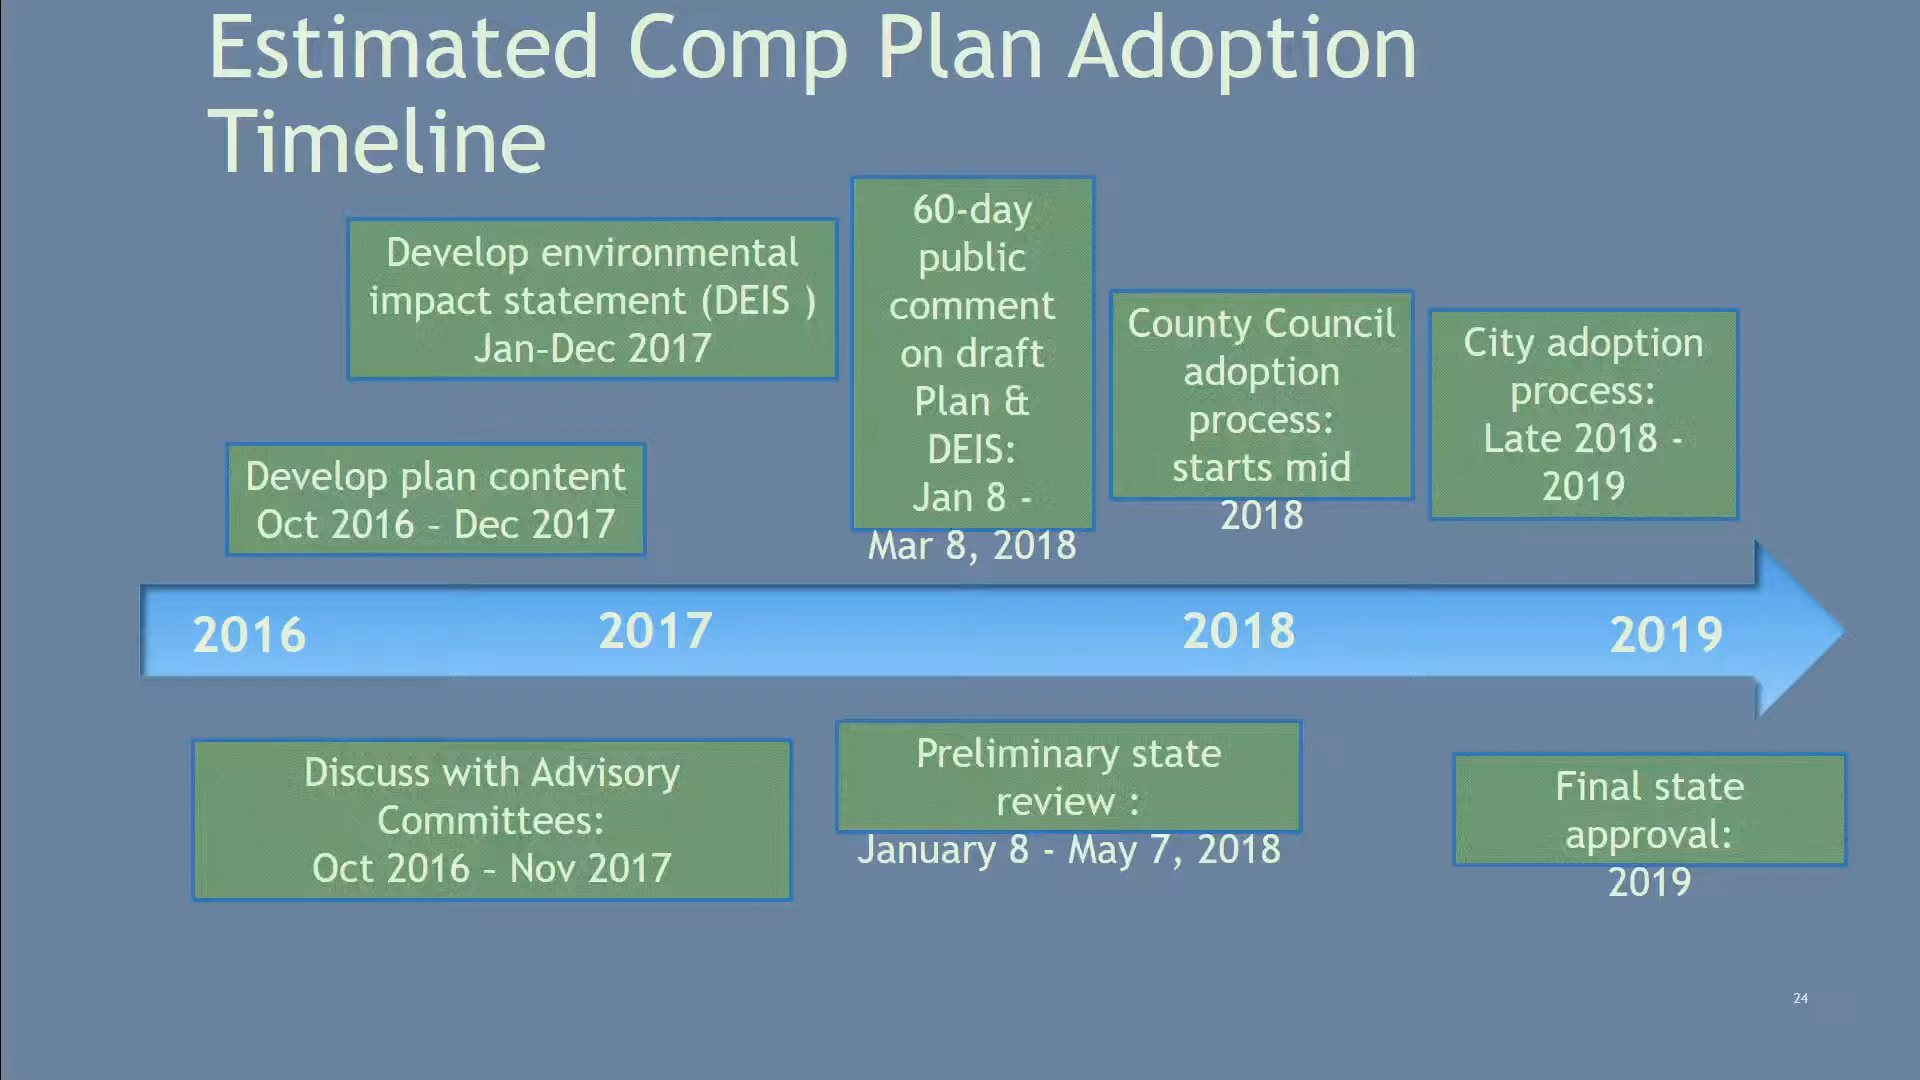 Estimated Comp Plan Adoption
Timeline
Develop environmental
impact statement (DEIS )
Jan–Dec 2017
60-day
public
comment
on draft
Plan &
DEIS:
Jan 8 -
Mar 8, 2018
County Council
adoption
process:
starts mid
2018
City adoption
process:
Late 2018 -
2019
Develop plan content
Oct 2016 – Dec 2017
2016
2017
2018
2019
Discuss with Advisory
Committees:
Oct 2016 – Nov 2017
Preliminary state
review :
January 8 - May 7, 2018
Final state
approval:
2019
24